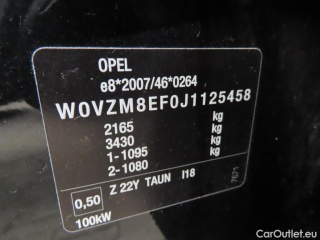 OPEL
e8*2007/46*0264
W0VZM8EF0J1125458
2165 kg
3430 kg
1-1095 kg
2-1080 kg
0,50 Z 22Y TAUN I18
100kW
CarOutlet.eu